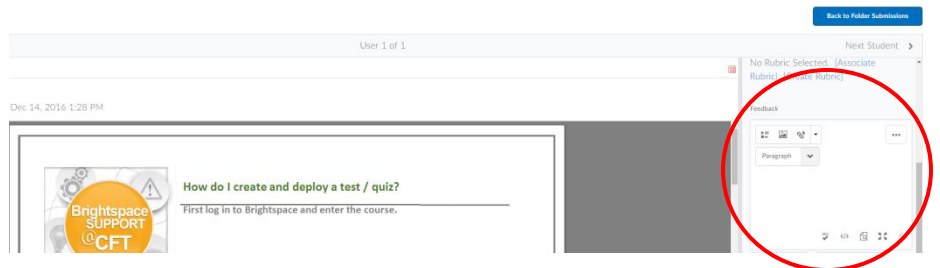 Back to Folder Submissions
User 1 of 1
Next Student
No Rubric Selected. [Associate
Rubric] [Create Rubric]
Dec 14, 2016 1:28 PM
Feedback
Paragraph
How do I create and deploy a test / quiz?
First log in to Brightspace and enter the course.
Brightspace
SUPPORT
@CFT